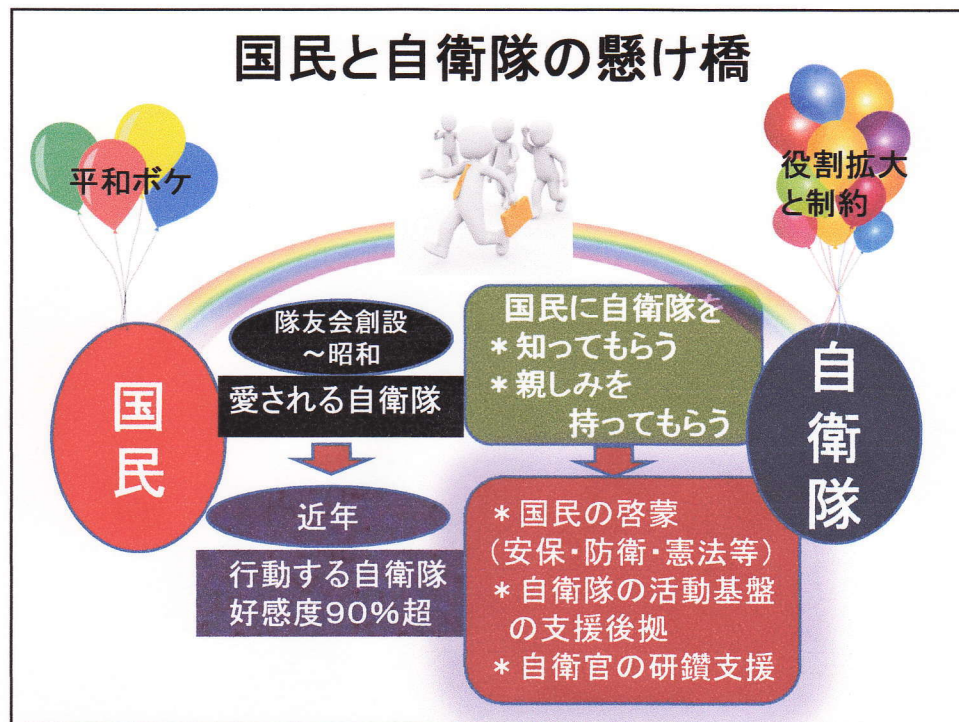 国民と自衛隊の懸け橋
平和ボケ
役割拡大
と制約
国民
隊友会創設
～昭和
愛される自衛隊
国民に自衛隊を
＊知ってもらう
＊親しみを
持ってもらう
自衛隊
近年
行動する自衛隊
好感度90%超
＊国民の啓蒙
（安保・防衛・憲法等）
＊自衛隊の活動基盤
の支援後拠
＊自衛官の研鑽支援